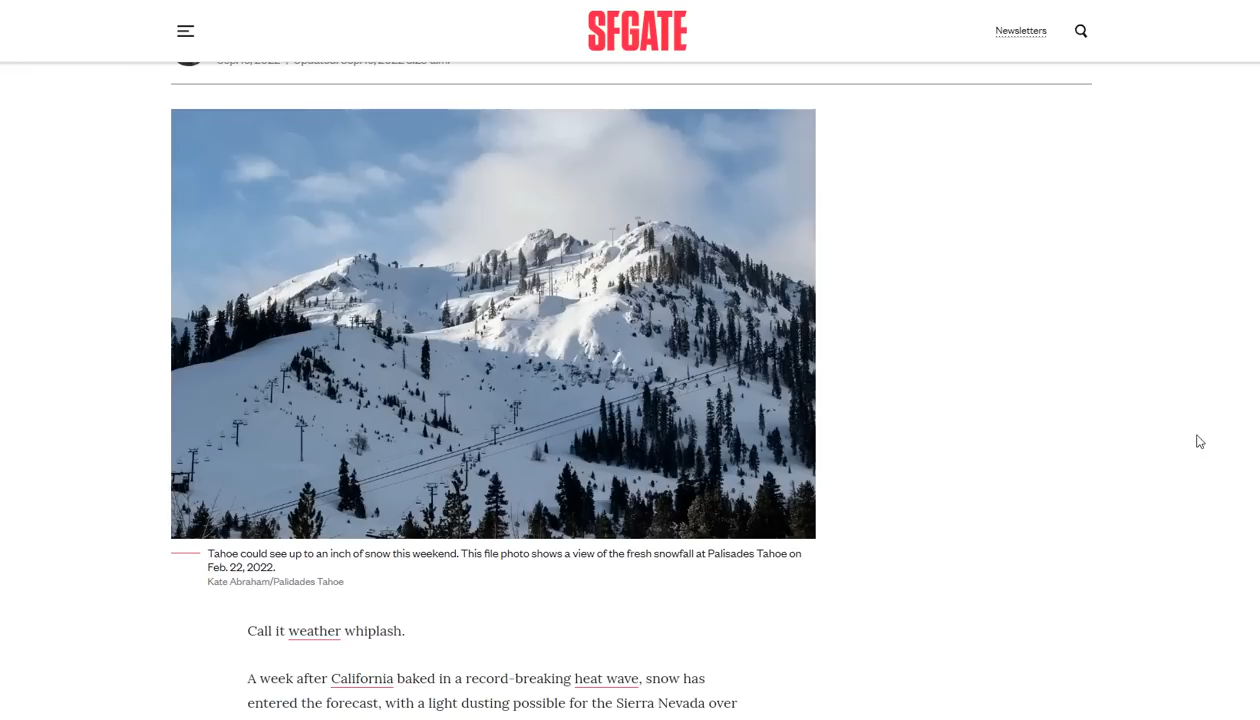 SFGATE
Newsletters
Tahoe could see up to an inch of snow this weekend. This file photo shows a view of the fresh snowfall at Palisades Tahoe on
Feb. 22, 2022.
Kate Abraham/Palidades Tahoe
Call it weather whiplash.
A week after California baked in a record-breaking heat wave, snow has
entered the forecast, with a light dusting possible for the Sierra Nevada over